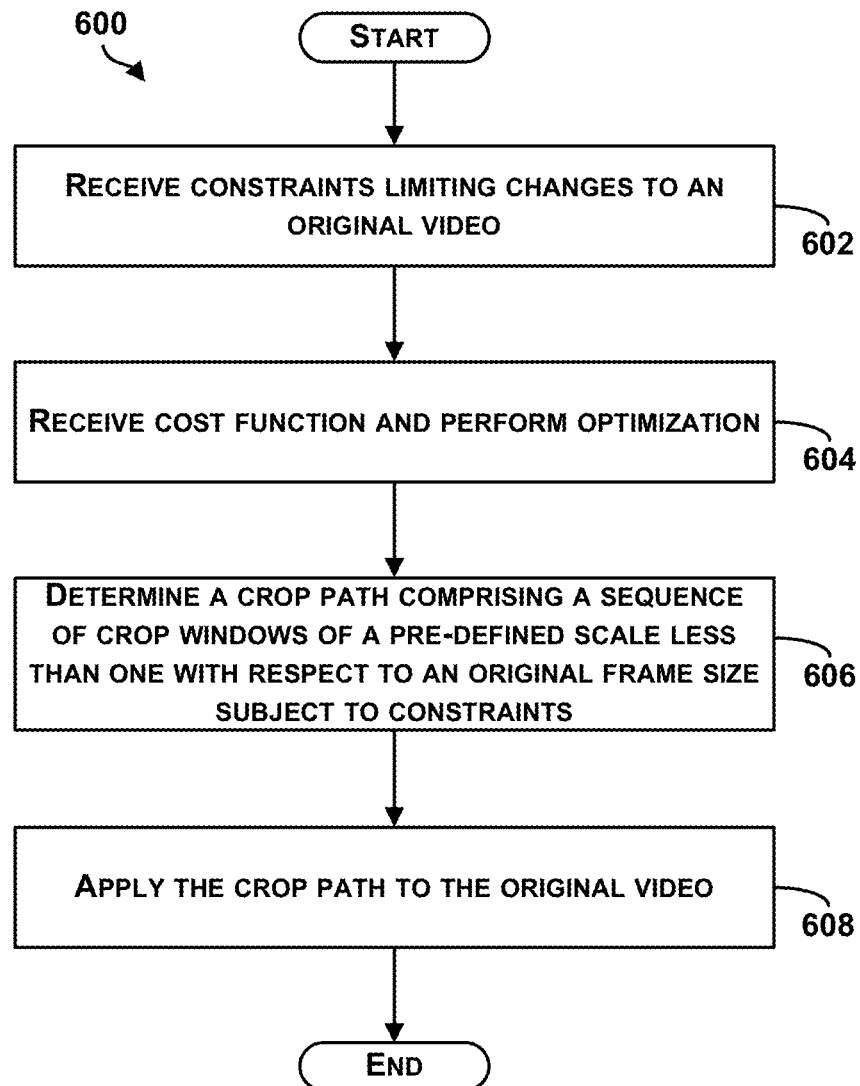 600
START
RECEIVE CONSTRAINTS LIMITING CHANGES TO AN
ORIGINAL VIDEO
602
RECEIVE COST FUNCTION AND PERFORM OPTIMIZATION
604
DETERMINE A CROP PATH COMPRISING A SEQUENCE
OF CROP WINDOWS OF A PRE-DEFINED SCALE LESS
THAN ONE WITH RESPECT TO AN ORIGINAL FRAME SIZE
SUBJECT TO CONSTRAINTS
606
APPLY THE CROP PATH TO THE ORIGINAL VIDEO
608
END